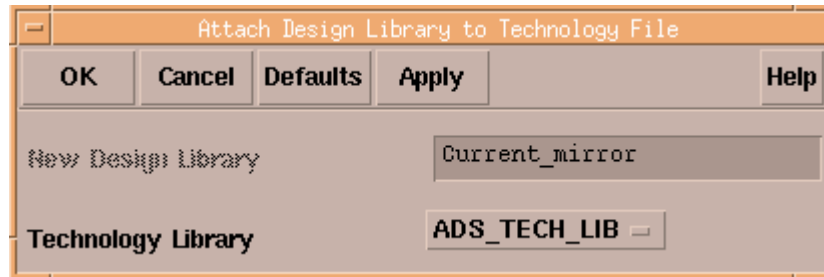 Attach Design Library to Technology File
OK Cancel Defaults Apply Help
New Design Library Current_mirror
Technology Library ADS_TECH_LIB